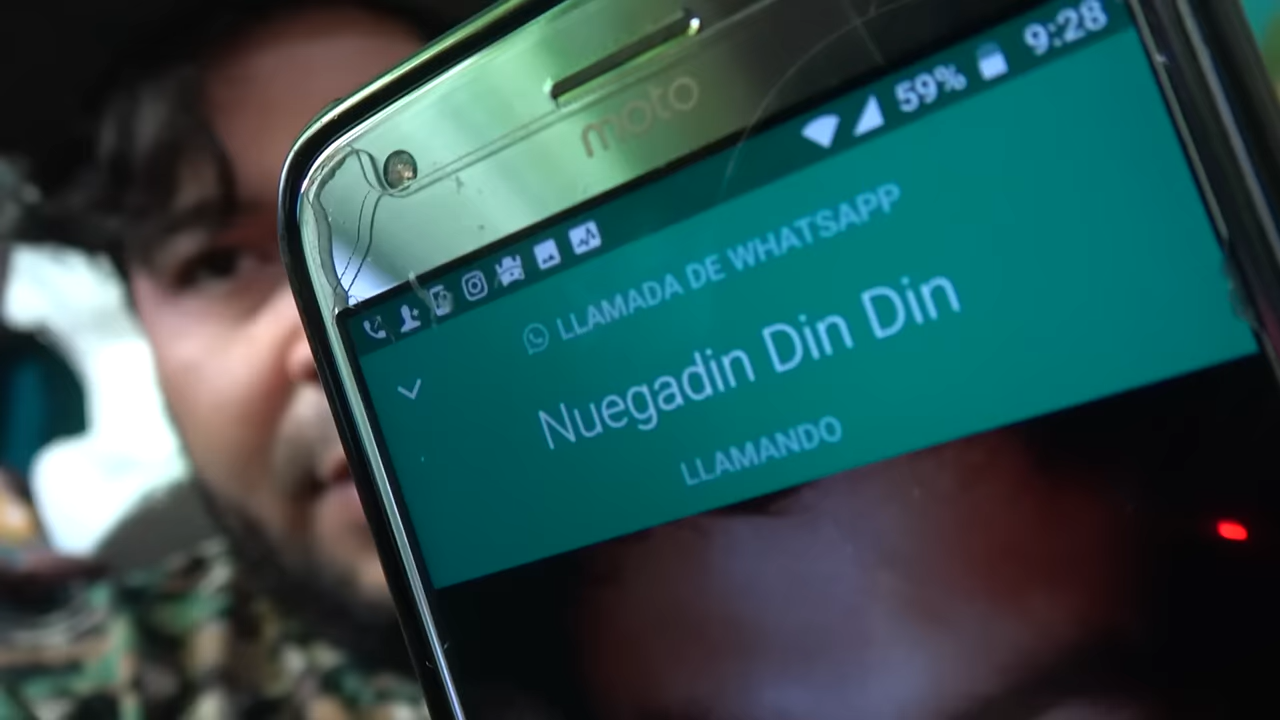 moto
59% 9:28
LLAMADA DE WHATSAPP
Nuegadin Din Din
LLAMANDO